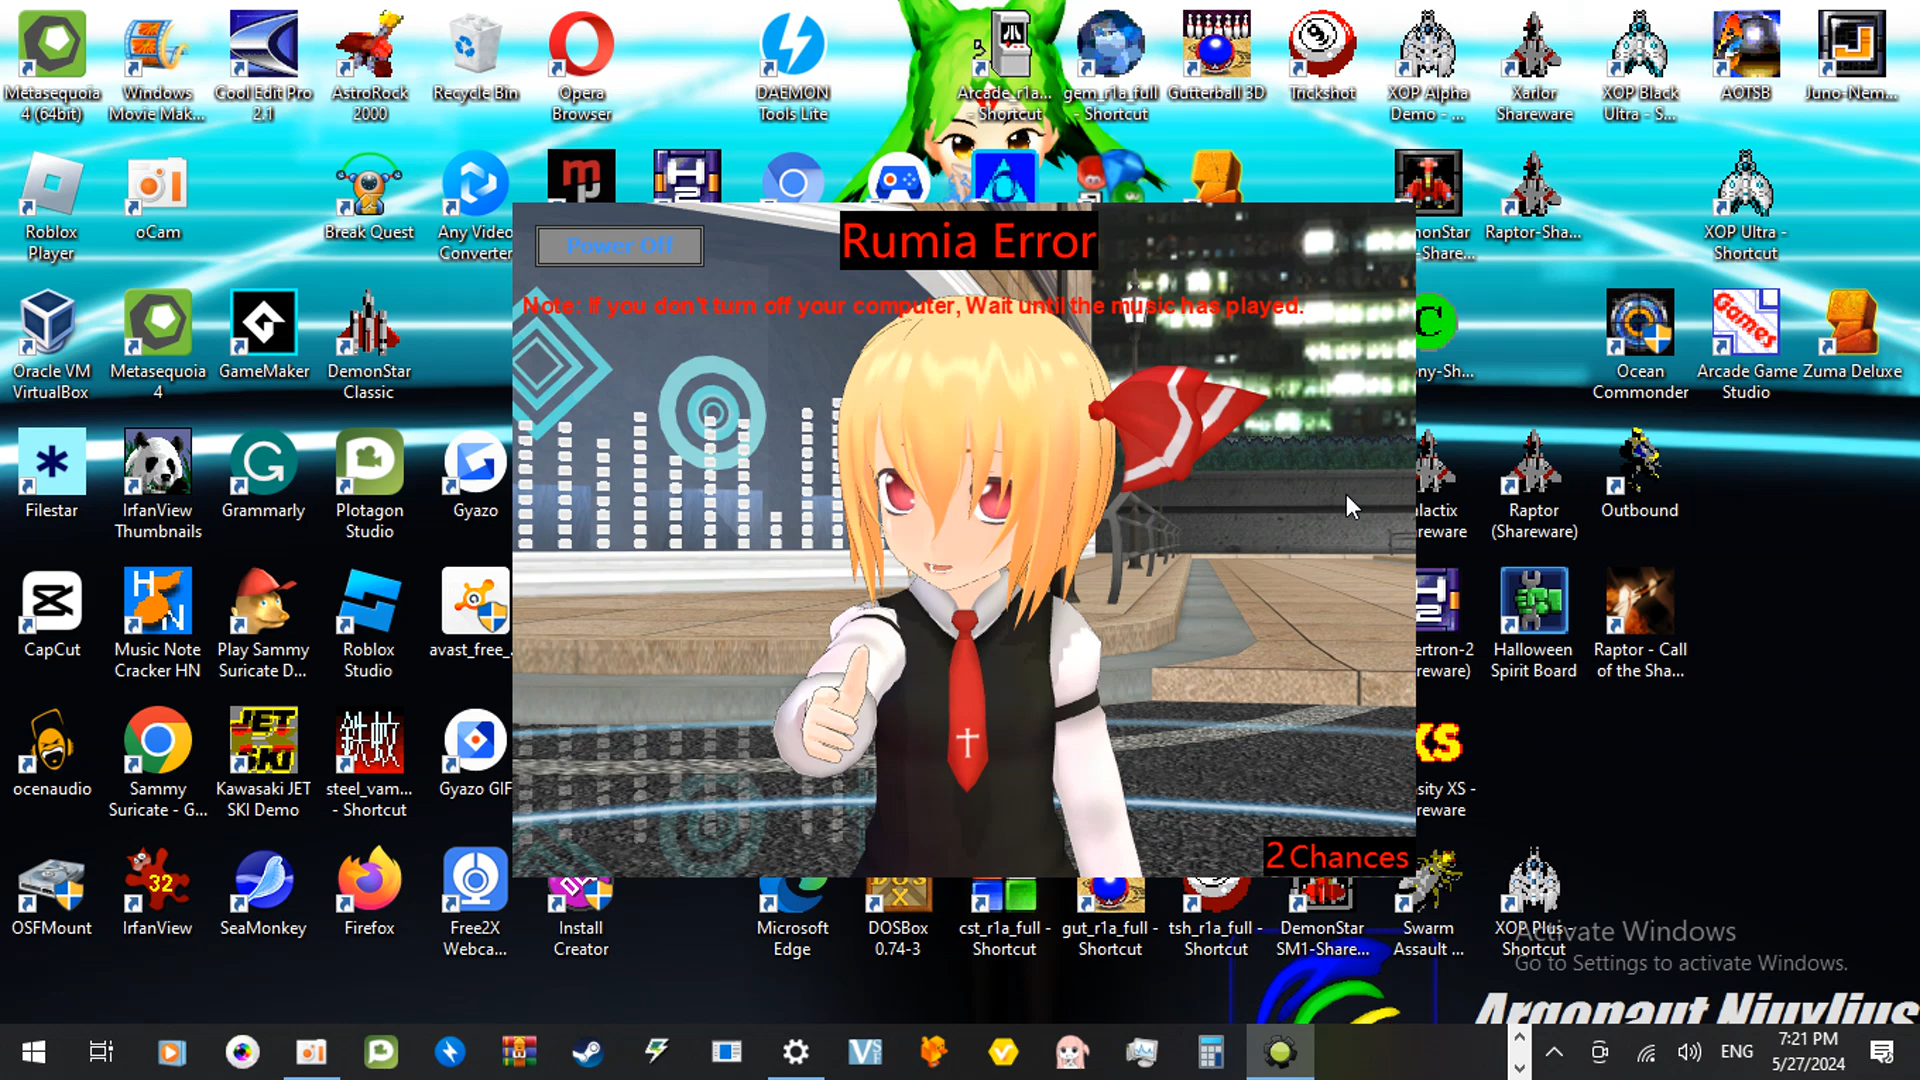 Metasequoia 4 (64bit)
Windows Movie Mak...
Cool Edit Pro 2.1
AstroRock 2000
Recycle Bin
Opera Browser
DAEMON Tools Lite
Arcade_r1a... - Shortcut
gem_r1a_full - Shortcut
Gutterball 3D
Trickshot
XOP Alpha Demo - ...
Xarlor Shareware
XOP Black Ultra - S...
AOTSB
Juno-Nem...
Roblox Player
oCam
Break Quest
Any Video Converter
Raptor-Sha...
XOP Ultra - Shortcut
Power Off
Rumia Error
Note: If you don't turn off your computer, Wait until the music has played.
Oracle VM VirtualBox
Metasequoia 4
GameMaker
DemonStar Classic
Ocean Commonder
Games
Arcade Game Studio
Zuma Deluxe
Filestar
IrfanView Thumbnails
Grammarly
Plotagon Studio
Gyazo
Raptor (Shareware)
Outbound
CapCut
HN
Music Note Cracker HN
Play Sammy Suricate D...
Roblox Studio
avast_free_...
Halloween Spirit Board
Raptor - Call of the Sha...
ocenaudio
Sammy Suricate - G...
JET SKI
Kawasaki JET SKI Demo
steel_vam... - Shortcut
Gyazo GIF
2 Chances
OSFMount
32
IrfanView
SeaMonkey
Firefox
Free2X Webca...
Install Creator
Microsoft Edge
DOSBox 0.74-3
cst_r1a_full - Shortcut
gut_r1a_full - Shortcut
tsh_r1a_full - Shortcut
DemonStar SM1-Share...
Swarm Assault ...
XOP Plus - Shortcut
Activate Windows
Go to Settings to activate Windows.
Argonaut Niuvlius
ENG
7:21 PM
5/27/2024